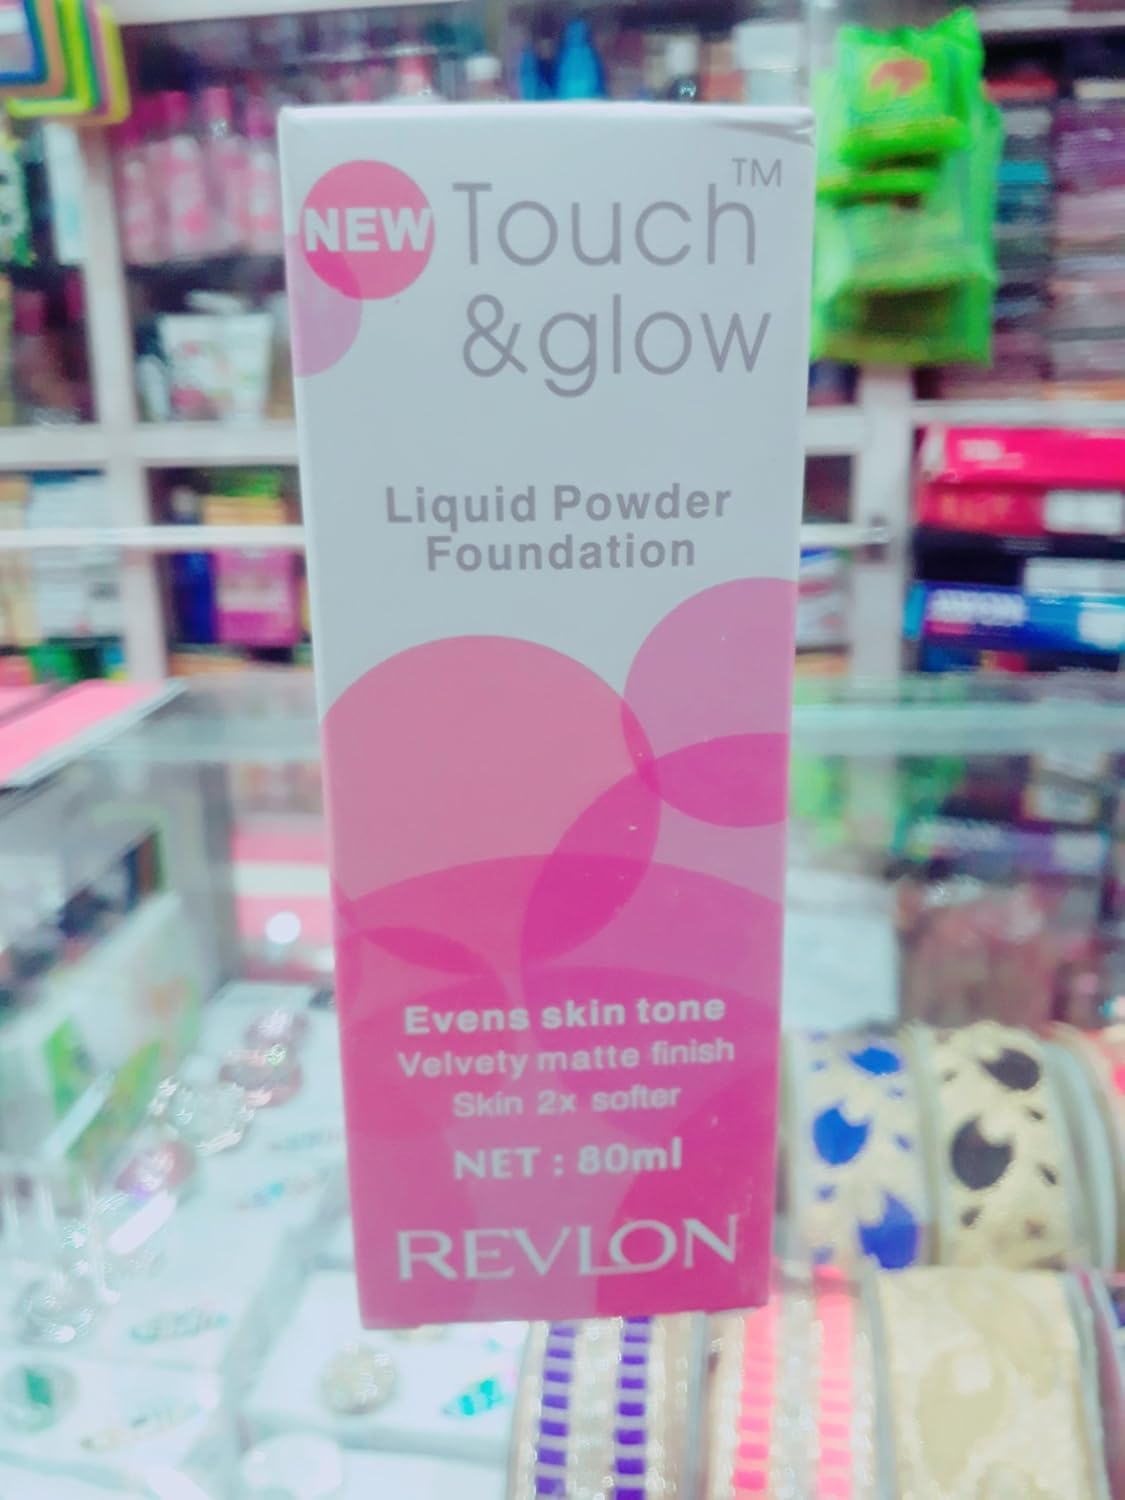 NEW
Touch™
&glow
Liquid Powder
Foundation
Evens skin tone
Velvety matte finish
Skin 2x softer
NET : 80ml
REVLON